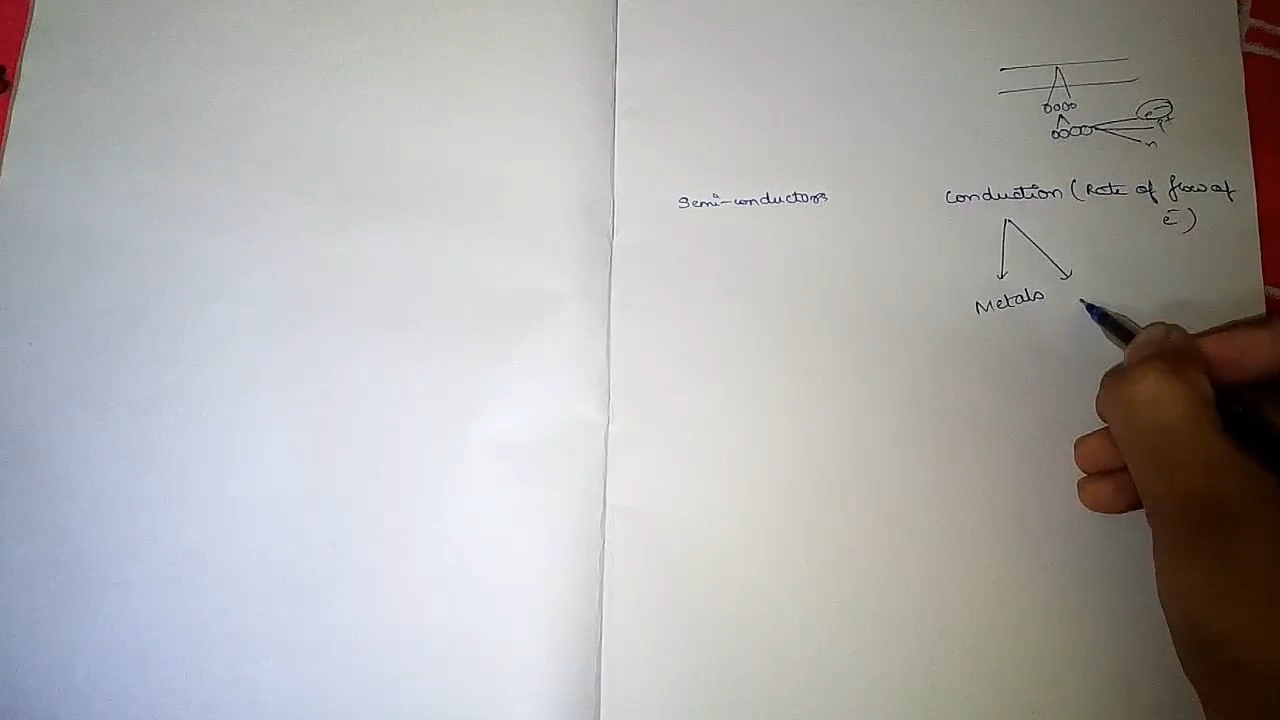 e-
p+
n
Semi-conductors
Conduction (Rate of flow of
e-)
Metals